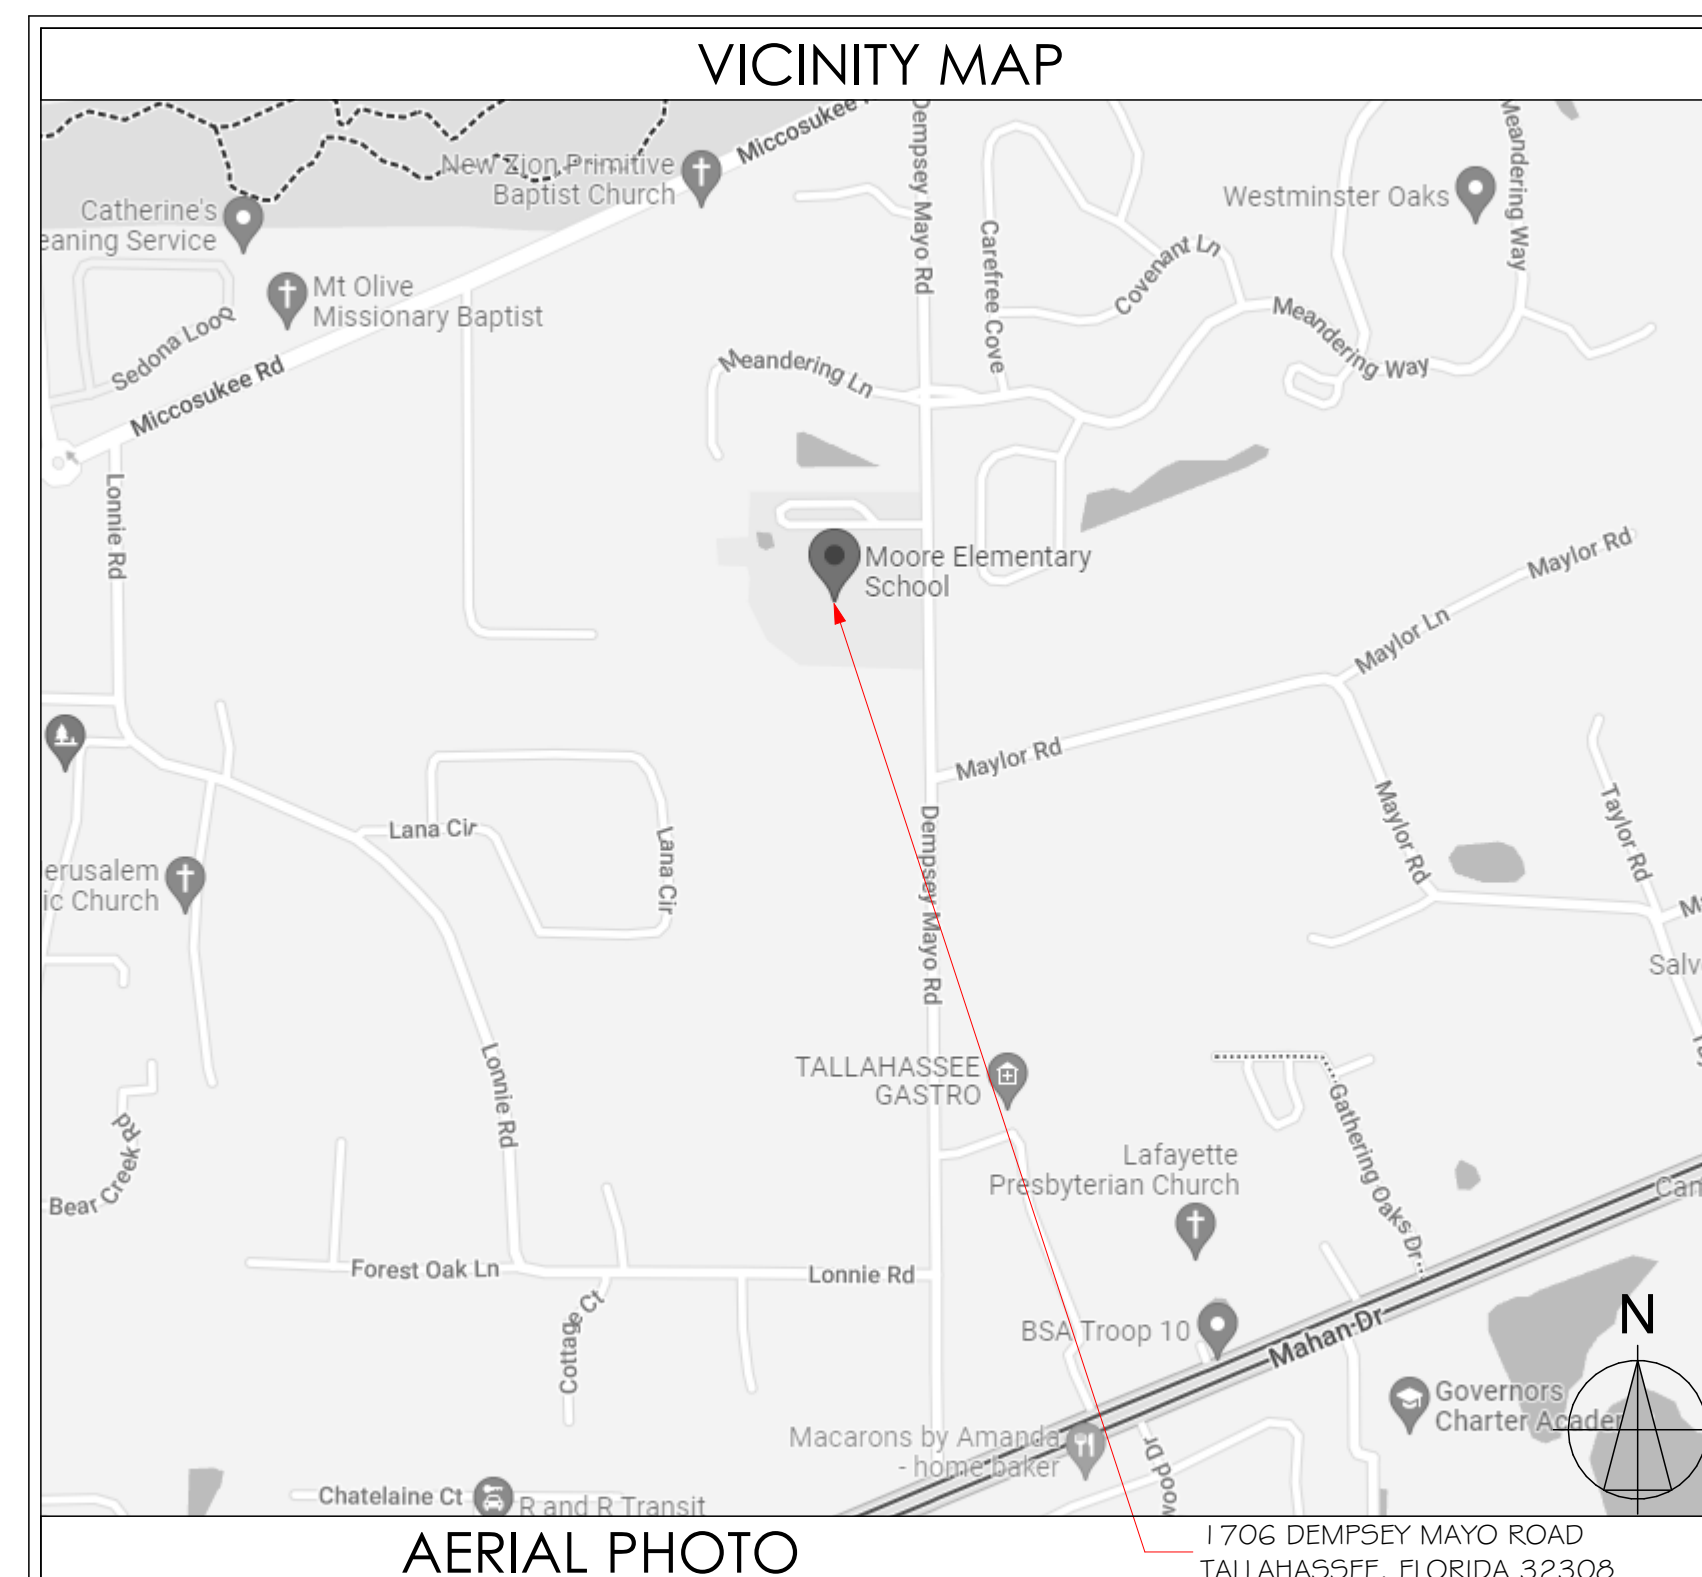 VICINITY MAP
Miccosukee
Dempsey Mayo Rd
Meandering Way
New Zion Primitive
Baptist Church
Westminster Oaks
Catherine's
eaning Service
Carefree Cove
Covenant Ln
Mt Olive
Missionary Baptist
Sedona Loop
Meandering Way
Miccosukee Rd
Meandering Ln
Lonnie Rd
Moore Elementary
School
Maylor Rd
Maylor Ln
Maylor Rd
Maylor Rd
Taylor Rd
Dempsey Mayo Rd
Lana Cir
Lana Cir
erusalem
ic Church
Ma
Salv
Lonnie Rd
TALLAHASSEE
GASTRO
Gathering Oaks Dr
Bear Creek Rd
Lafayette
Presbyterian Church
Can
Forest Oak Ln
Lonnie Rd
Cottage Ct
BSA Troop 10
Mahan Dr
N
Governors
Charter Acader
Macarons by Amanda
- home baker
wood Dr
Chatelaine Ct
R and R Transit
AERIAL PHOTO
1706 DEMPSEY MAYO ROAD
TALLAHASSEE, FLORIDA 32308